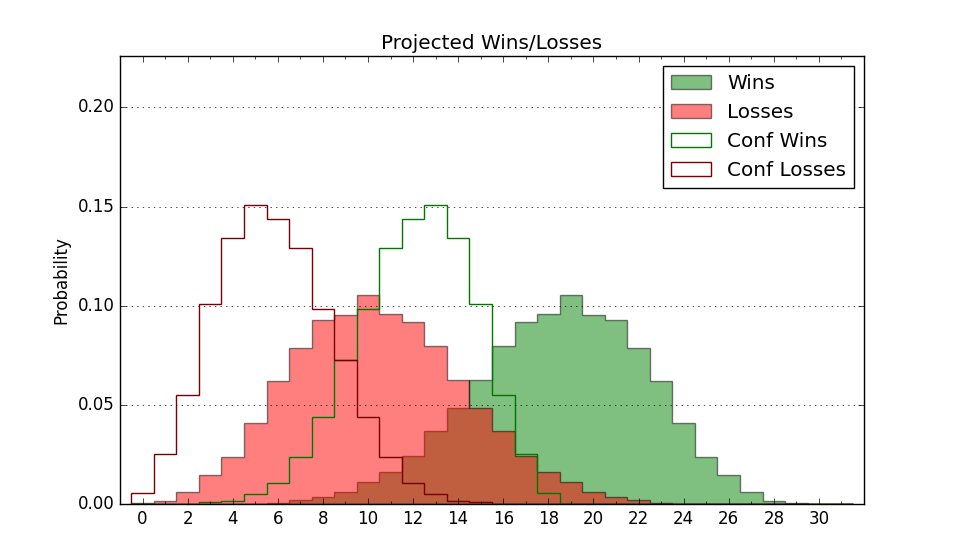 Projected Wins/Losses
Wins
Losses
Conf Wins
Conf Losses
Probability
0.20
0.15
0.10
0.05
0.00
0 2 4 6 8 10 12 14 16 18 20 22 24 26 28 30